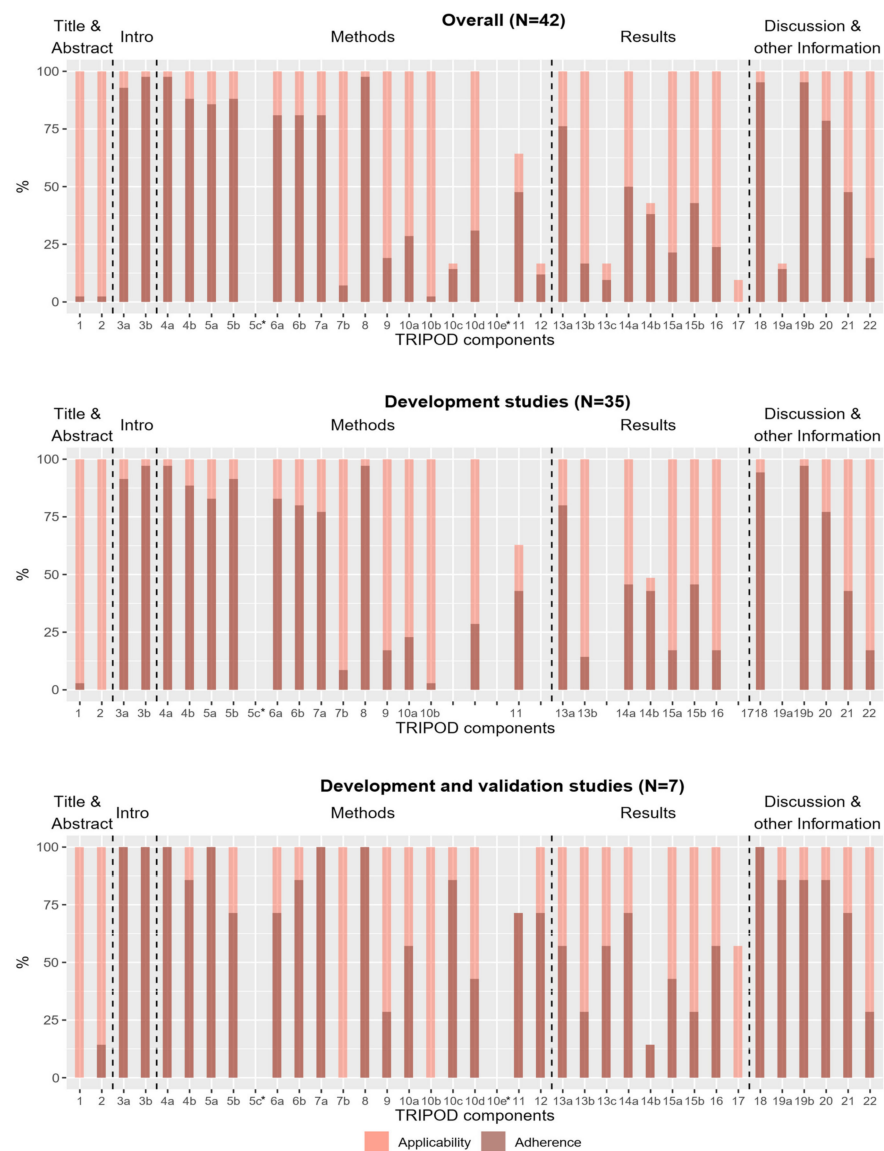 Overall (N=42)
Title & Abstract
Intro
Methods
Results
Discussion & other Information
100
75
50
25
0
%
1 2 3a 3b 4a 4b 5a 5b 5c* 6a 6b 7a 7b 8 9 10a 10b 10c 10d 10e* 11 12 13a 13b 13c 14a 14b 15a 15b 16 17 18 19a 19b 20 21 22
TRIPOD components
Development studies (N=35)
Title & Abstract
Intro
Methods
Results
Discussion & other Information
100
75
50
25
0
%
1 2 3a 3b 4a 4b 5a 5b 5c* 6a 6b 7a 7b 8 9 10a 10b 11 13a 13b 14a 14b 15a 15b 16 17 18 19a 19b 20 21 22
TRIPOD components
Development and validation studies (N=7)
Title & Abstract
Intro
Methods
Results
Discussion & other Information
100
75
50
25
0
%
1 2 3a 3b 4a 4b 5a 5b 5c* 6a 6b 7a 7b 8 9 10a 10b 10c 10d 10e* 11 12 13a 13b 13c 14a 14b 15a 15b 16 17 18 19a 19b 20 21 22
TRIPOD components
Applicability
Adherence